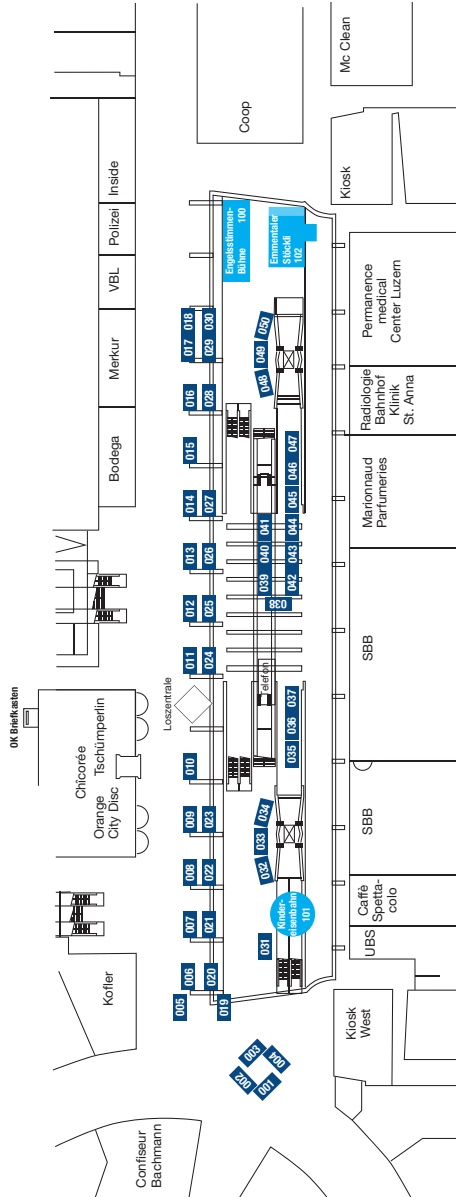 OK Briefkasten
Confiseur
Bachmann
Kofler
Chicorée
Tschümperlin
Orange
City Disc
Bodega
Merkur
VBL
Polizei
Inside
Coop
Mc Clean
Kiosk
Loszentrale
Telefon
Engelsstimmen-
Bühne 100
Emmentaler
Stöckli
102
Kinder-
eisenbahn
101
001
002
003
004
005
006
007
008
009
010
011
012
013
014
015
016
017
018
019
020
021
022
023
024
025
026
027
028
029
030
031
032
033
034
035
036
037
038
039
040
041
042
043
044
045
046
047
048
049
050
Kiosk
West
UBS
Caffè
Spetta-
colo
SBB
SBB
Marionnaud
Parfumeries
Radiologie
Bahnhof
Klinik
St. Anna
Permanence
medical
Center Luzern